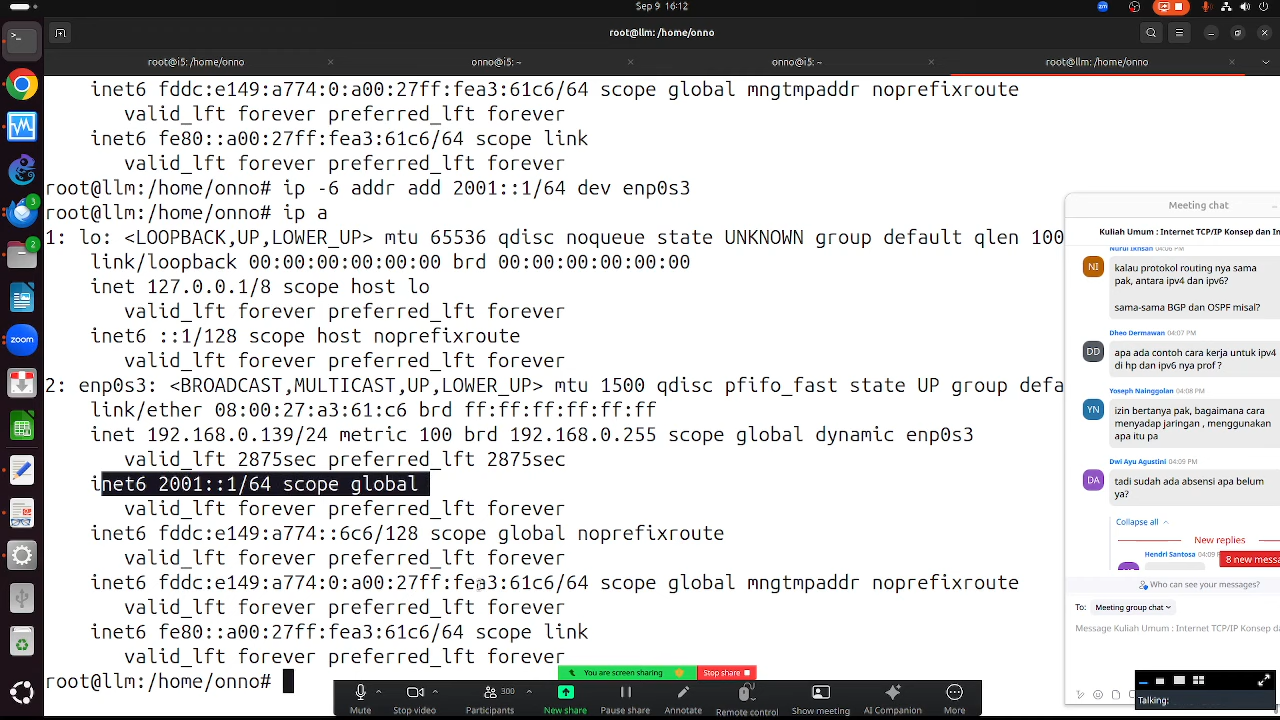 Sep 9 16:12
root@llm: /home/onno
root@i5: /home/onno
onno@i5: ~
onno@i5: ~
root@llm: /home/onno
inet6 fddc:e149:a774:0:a00:27ff:fea3:61c6/64 scope global mngtmpaddr noprefixroute
valid_lft forever preferred_lft forever
inet6 fe80::a00:27ff:fea3:61c6/64 scope link
valid_lft forever preferred_lft forever
root@llm:/home/onno# ip -6 addr add 2001::1/64 dev enp0s3
root@llm:/home/onno# ip a
1: lo: <LOOPBACK,UP,LOWER_UP> mtu 65536 qdisc noqueue state UNKNOWN group default qlen 100
link/loopback 00:00:00:00:00:00 brd 00:00:00:00:00:00
inet 127.0.0.1/8 scope host lo
valid_lft forever preferred_lft forever
inet6 ::1/128 scope host noprefixroute
valid_lft forever preferred_lft forever
2: enp0s3: <BROADCAST,MULTICAST,UP,LOWER_UP> mtu 1500 qdisc pfifo_fast state UP group defa
link/ether 08:00:27:a3:61:c6 brd ff:ff:ff:ff:ff:ff
inet 192.168.0.139/24 metric 100 brd 192.168.0.255 scope global dynamic enp0s3
valid_lft 2875sec preferred_lft 2875sec
inet6 2001::1/64 scope global
valid_lft forever preferred_lft forever
inet6 fddc:e149:a774::6c6/128 scope global noprefixroute
valid_lft forever preferred_lft forever
inet6 fddc:e149:a774:0:a00:27ff:fea3:61c6/64 scope global mngtmpaddr noprefixroute
valid_lft forever preferred_lft forever
inet6 fe80::a00:27ff:fea3:61c6/64 scope link
valid_lft forever preferred_lft forever
root@llm:/home/onno#
Meeting chat
Kuliah Umum : Internet TCP/IP Konsep dan In
Nurul Ikhsan 04:06 PM
NI
kalau protokol routing nya sama
pak, antara ipv4 dan ipv6?
sama-sama BGP dan OSPF misal?
Dheo Dermawan 04:07 PM
DD
apa ada contoh cara kerja untuk ipv4
di hp dan ipv6 nya prof ?
Yoseph Nainggolan 04:08 PM
YN
izin bertanya pak, bagaimana cara
menyadap jaringan , menggunakan
apa itu pa
Dwi Ayu Agustini 04:09 PM
DA
tadi sudah ada absensi apa belum
ya?
Collapse all
New replies
Hendri Santosa 04:09 P
8 new messa
Who can see your messages?
To: Meeting group chat
Message Kuliah Umum : Internet TCP/IP Konsep da
Talking:
You are screen sharing
Stop share
Mute
Stop video
300
Participants
New share
Pause share
Annotate
Remote control
Show meeting
AI Companion
More
3
2
zoom
zm